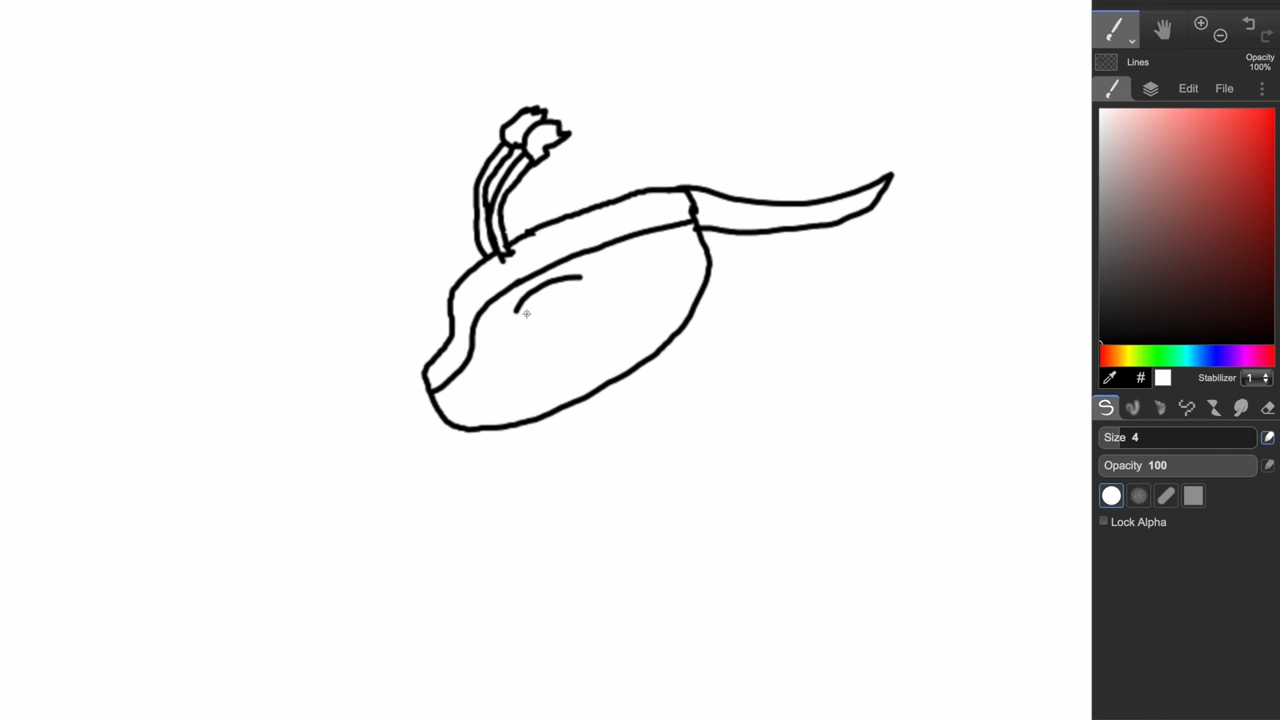 Lines
Opacity
100%
Edit
File
#
Stabilizer 1
Size 4
Opacity 100
Lock Alpha